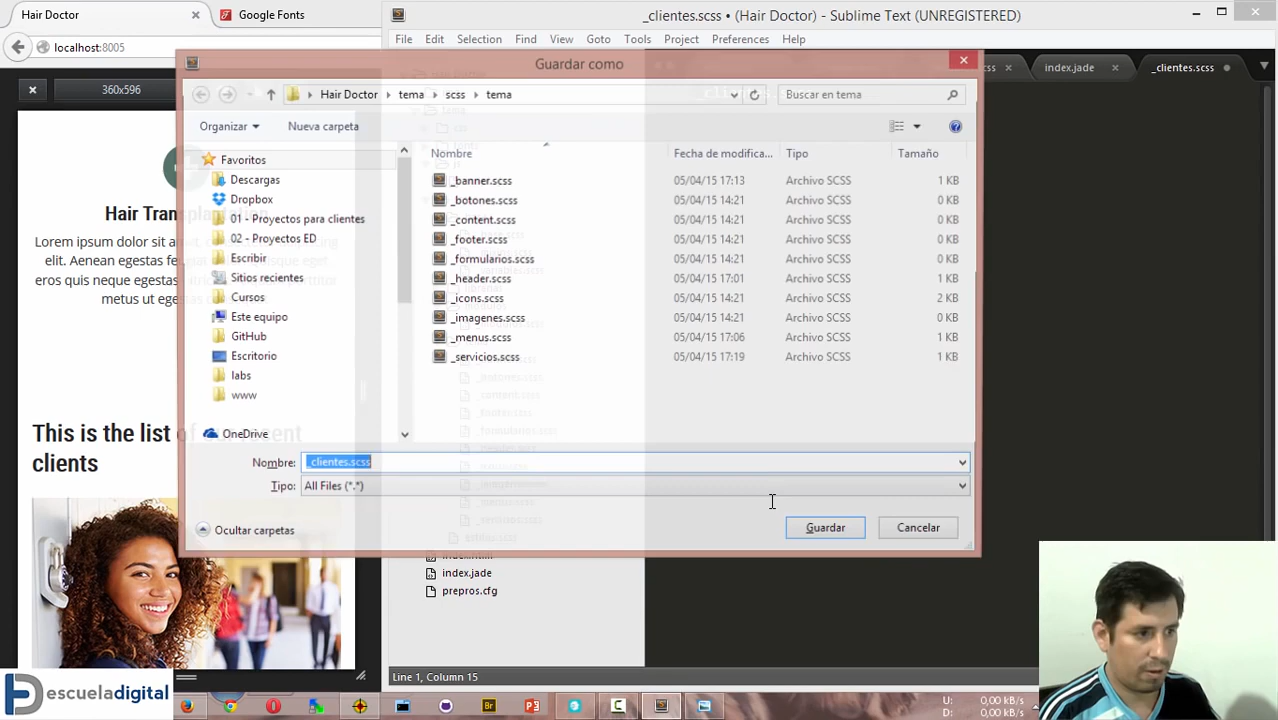 Hair Doctor
Google Fonts
_clientes.scss • (Hair Doctor) - Sublime Text (UNREGISTERED)
localhost:8005
File Edit Selection Find View Goto Tools Project Preferences Help
Guardar como
index.jade
_clientes.scss
360x596
Hair Doctor
tema
scss
tema
Buscar en tema
Organizar
Nueva carpeta
Favoritos
Descargas
Dropbox
01 - Proyectos para clientes
02 - Proyectos ED
Escribir
Sitios recientes
Cursos
Este equipo
GitHub
Escritorio
labs
www
OneDrive
Nombre Fecha de modifica... Tipo Tamaño
_banner.scss 05/04/15 17:13 Archivo SCSS 1 KB
_botones.scss 05/04/15 14:21 Archivo SCSS 0 KB
_content.scss 05/04/15 14:21 Archivo SCSS 0 KB
_footer.scss 05/04/15 14:21 Archivo SCSS 0 KB
_formularios.scss 05/04/15 14:21 Archivo SCSS 0 KB
_header.scss 05/04/15 17:01 Archivo SCSS 1 KB
_icons.scss 05/04/15 14:21 Archivo SCSS 2 KB
_imagenes.scss 05/04/15 14:21 Archivo SCSS 0 KB
_menus.scss 05/04/15 17:06 Archivo SCSS 1 KB
_servicios.scss 05/04/15 17:19 Archivo SCSS 1 KB
Nombre: _clientes.scss
Tipo: All Files (*.*)
Ocultar carpetas
Guardar
Cancelar
Lorem ipsum dolor sit
elit. Aenean egestas
eros quis neque egestas
metus ut
This is the list of
clients
index.jade
prepros.cfg
Line 1, Column 15
escueladigital
U: 0,00 kB/s
D: 0,00 kB/s